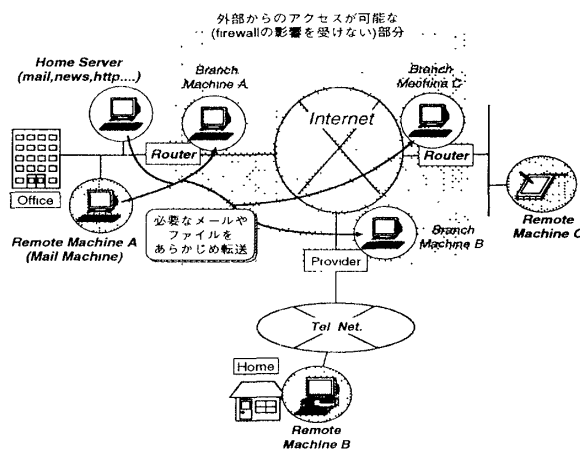 外部からのアクセスが可能な
(firewallの影響を受けない)部分
Home Server
(mail,news,http....)
Branch
Machine A
Branch
Machine C
Internet
Router
Router
Office
Remote Machine A
(Mail Machine)
必要なメールや
ファイルを
あらかじめ転送
Branch
Machine B
Remote
Machine C
Provider
Tel Net.
Home
Remote
Machine B